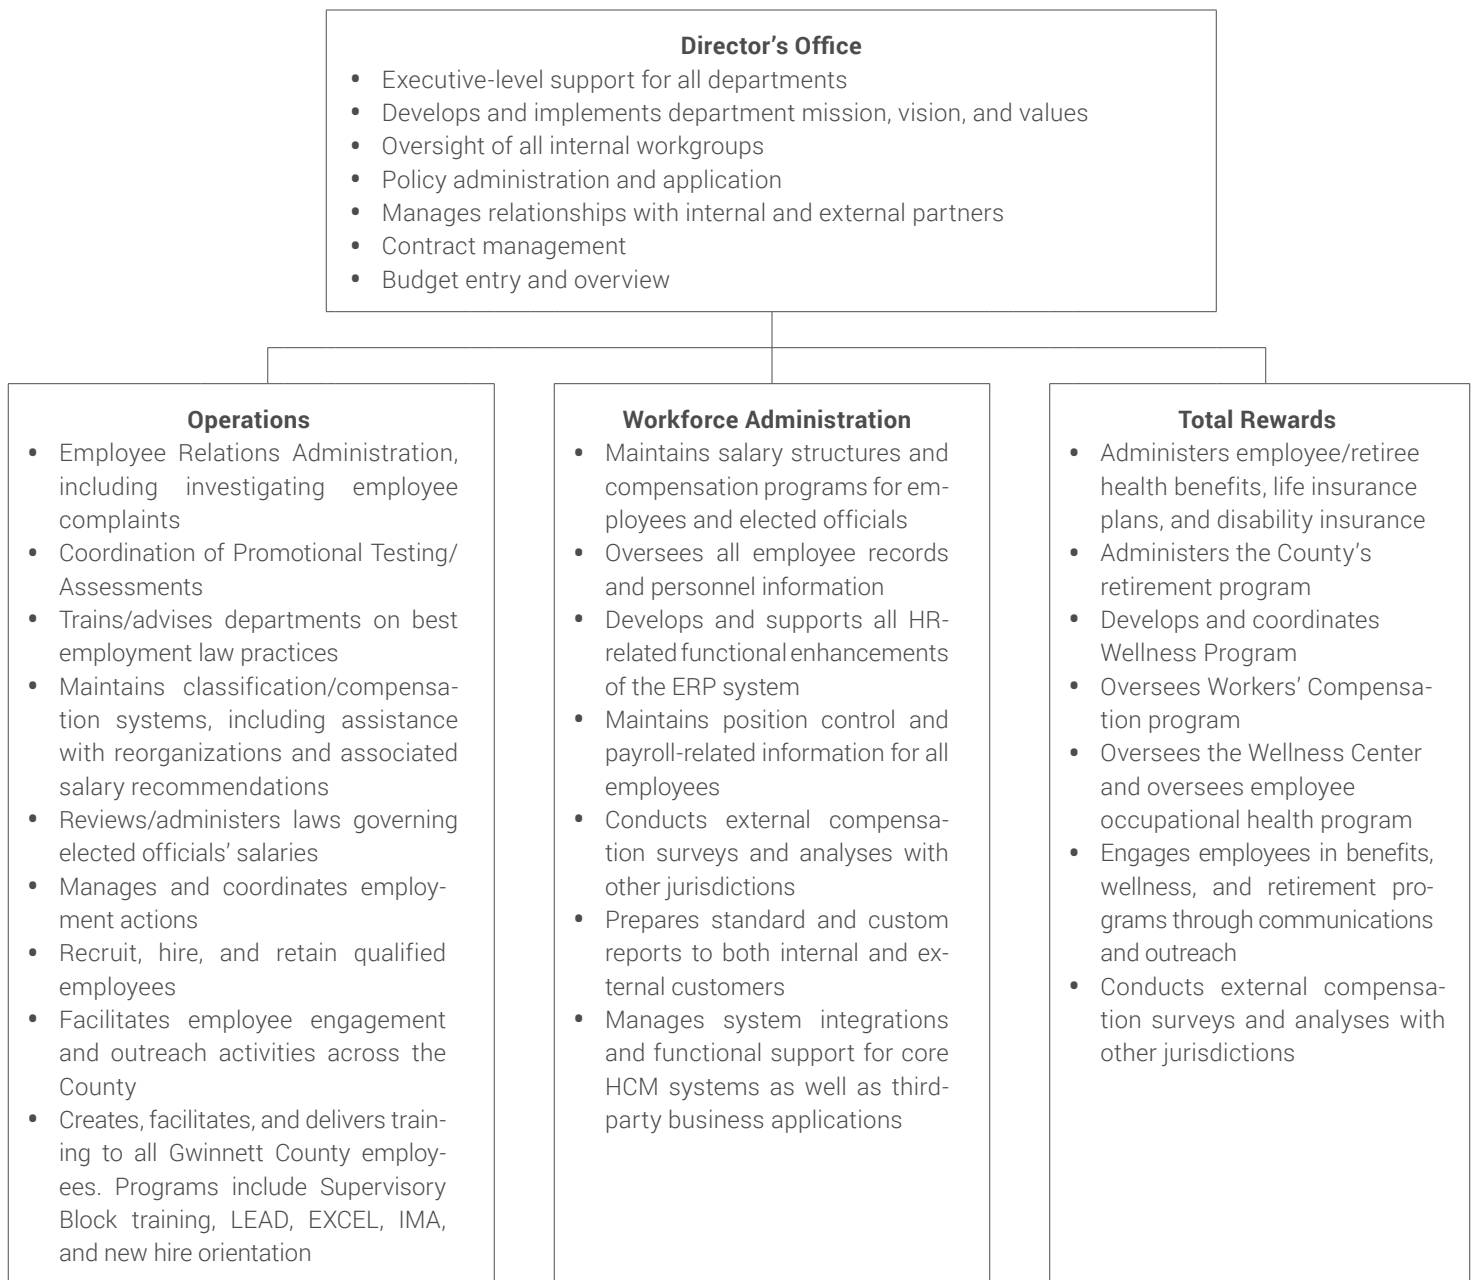 Director’s Office
• Executive-level support for all departments
• Develops and implements department mission, vision, and values
• Oversight of all internal workgroups
• Policy administration and application
• Manages relationships with internal and external partners
• Contract management
• Budget entry and overview
Operations
• Employee Relations Administration,
including investigating employee
complaints
• Coordination of Promotional Testing/
Assessments
• Trains/advises departments on best
employment law practices
• Maintains classification/compensa-
tion systems, including assistance
with reorganizations and associated
salary recommendations
• Reviews/administers laws governing
elected officials’ salaries
• Manages and coordinates employ-
ment actions
• Recruit, hire, and retain qualified
employees
• Facilitates employee engagement
and outreach activities across the
County
• Creates, facilitates, and delivers train-
ing to all Gwinnett County employ-
ees. Programs include Supervisory
Block training, LEAD, EXCEL, IMA,
and new hire orientation
Workforce Administration
• Maintains salary structures and
compensation programs for em-
ployees and elected officials
• Oversees all employee records
and personnel information
• Develops and supports all HR-
related functional enhancements
of the ERP system
• Maintains position control and
payroll-related information for all
employees
• Conducts external compensa-
tion surveys and analyses with
other jurisdictions
• Prepares standard and custom
reports to both internal and ex-
ternal customers
• Manages system integrations
and functional support for core
HCM systems as well as third-
party business applications
Total Rewards
• Administers employee/retiree
health benefits, life insurance
plans, and disability insurance
• Administers the County’s
retirement program
• Develops and coordinates
Wellness Program
• Oversees Workers’ Compensa-
tion program
• Oversees the Wellness Center
and oversees employee
occupational health program
• Engages employees in benefits,
wellness, and retirement pro-
grams through communications
and outreach
• Conducts external compensa-
tion surveys and analyses with
other jurisdictions